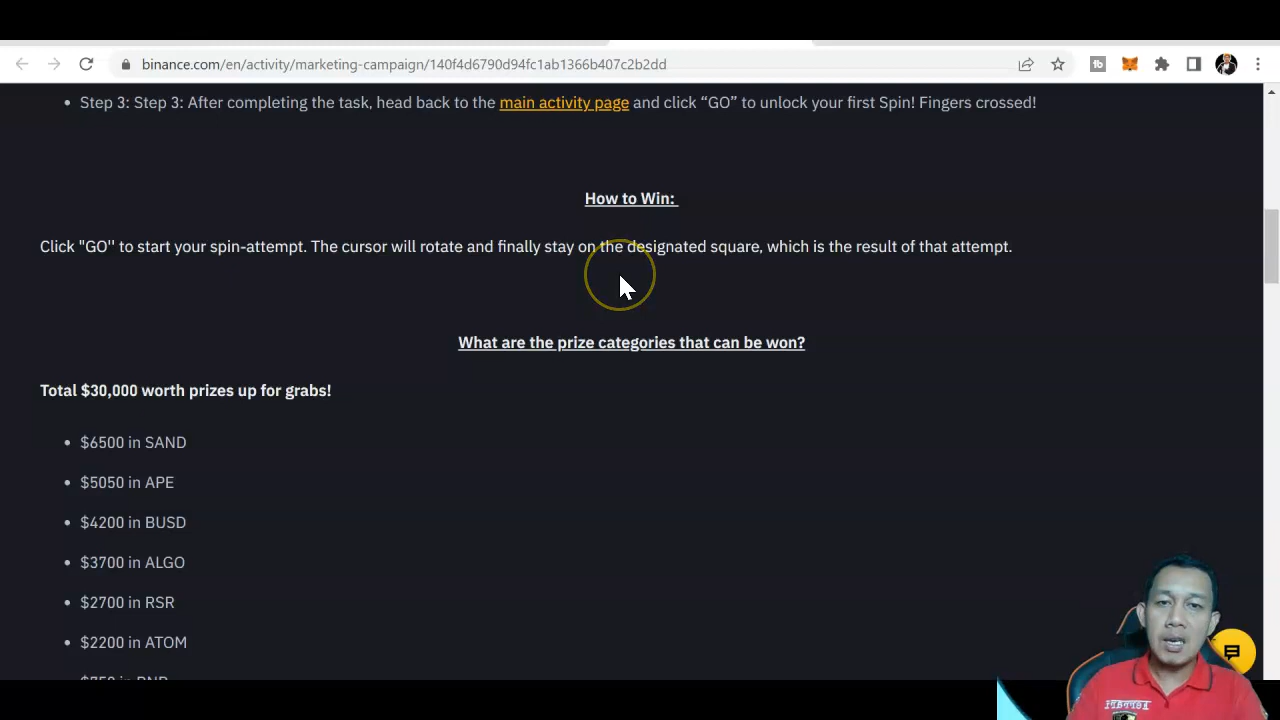 binance.com/en/activity/marketing-campaign/140f4d6790d94fc1ab1366b407c2b2dd
• Step 3: Step 3: After completing the task, head back to the main activity page and click “GO” to unlock your first Spin! Fingers crossed!
How to Win:
Click "GO'' to start your spin-attempt. The cursor will rotate and finally stay on the designated square, which is the result of that attempt.
What are the prize categories that can be won?
Total $30,000 worth prizes up for grabs!
• $6500 in SAND
• $5050 in APE
• $4200 in BUSD
• $3700 in ALGO
• $2700 in RSR
• $2200 in ATOM
• $750 in BNB